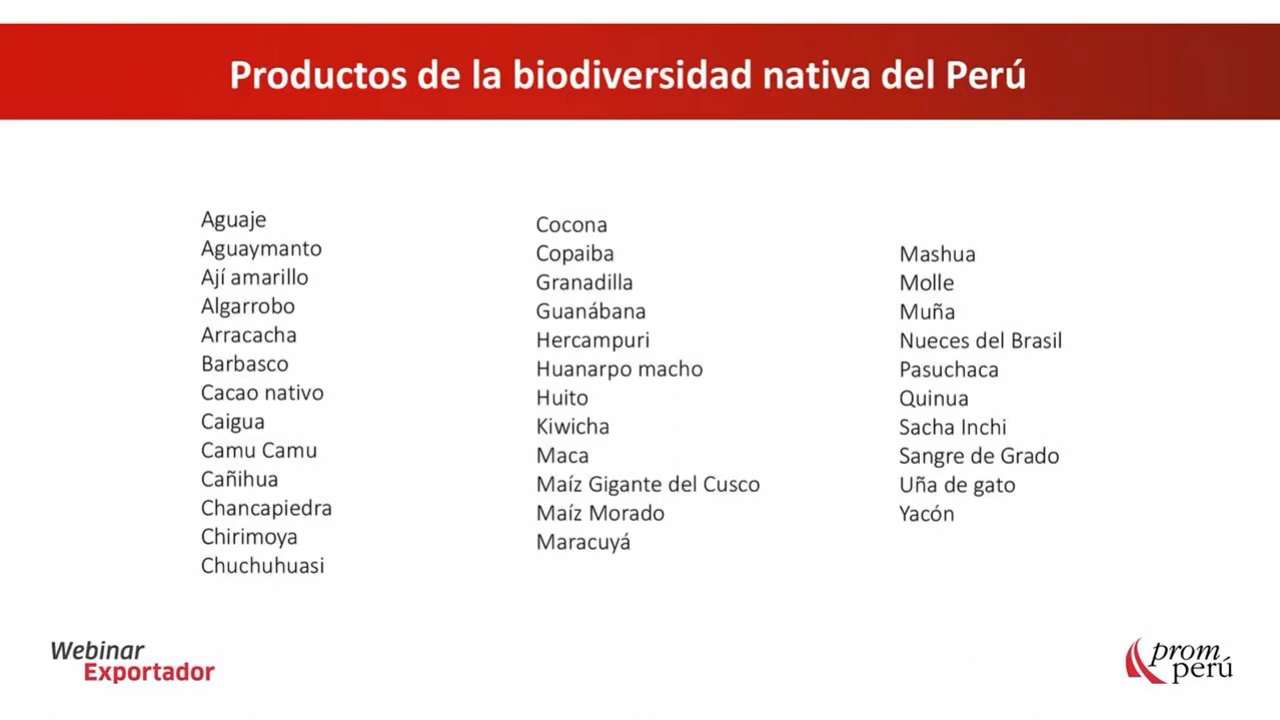 Productos de la biodiversidad nativa del Perú
Aguaje
Aguaymanto
Ají amarillo
Algarrobo
Arracacha
Barbasco
Cacao nativo
Caigua
Camu Camu
Cañihua
Chancapiedra
Chirimoya
Chuchuhuasi
Cocona
Copaiba
Granadilla
Guanábana
Hercampuri
Huanarpo macho
Huito
Kiwicha
Maca
Maíz Gigante del Cusco
Maíz Morado
Maracuyá
Mashua
Molle
Muña
Nueces del Brasil
Pasuchaca
Quinua
Sacha Inchi
Sangre de Grado
Uña de gato
Yacón
Webinar
Exportador
prom
perú